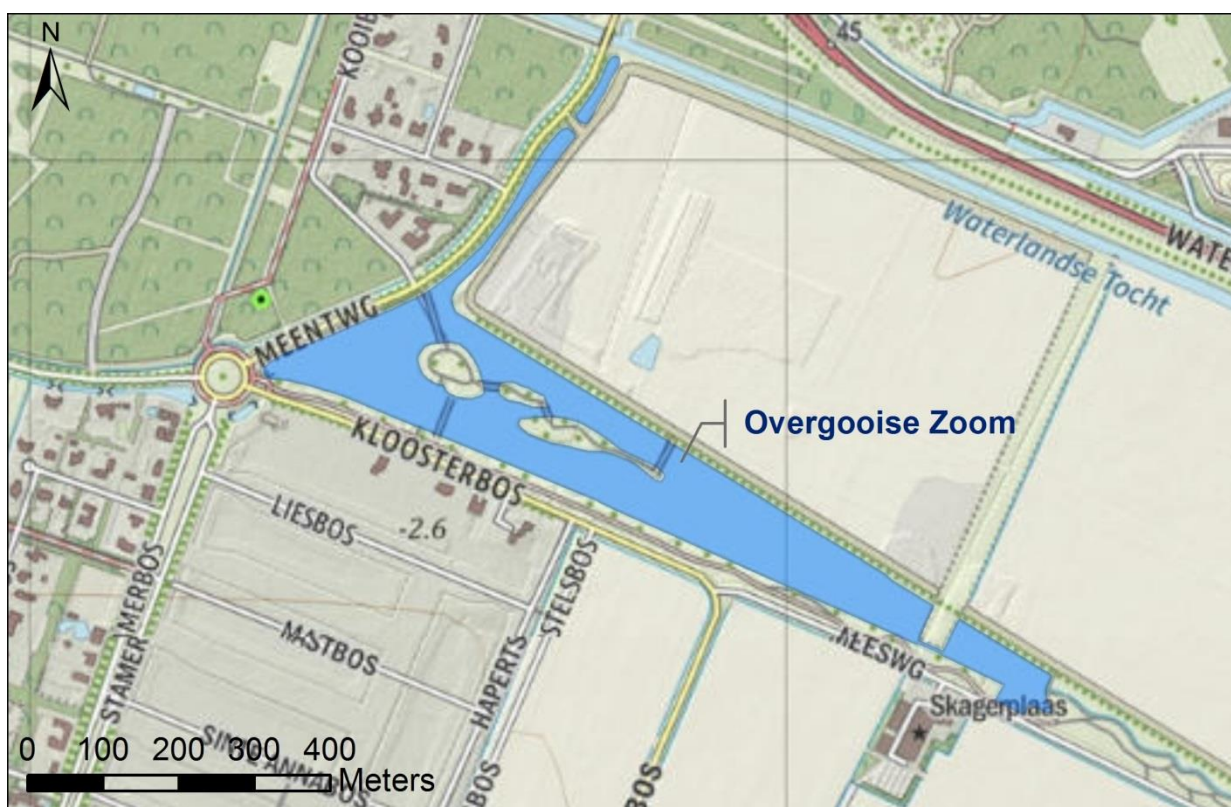 N
45
KOOIB
WATE
Waterlandse Tocht
MEENTWG
Overgooise Zoom
KLOOSTERBOS
LIESBOS
-2.6
STELSBOS
MASTBOS
HAPERTS
STAMERBOS
MEESWG
Skagerplaas
BOS
BOS
0 100 200 300 400
Meters